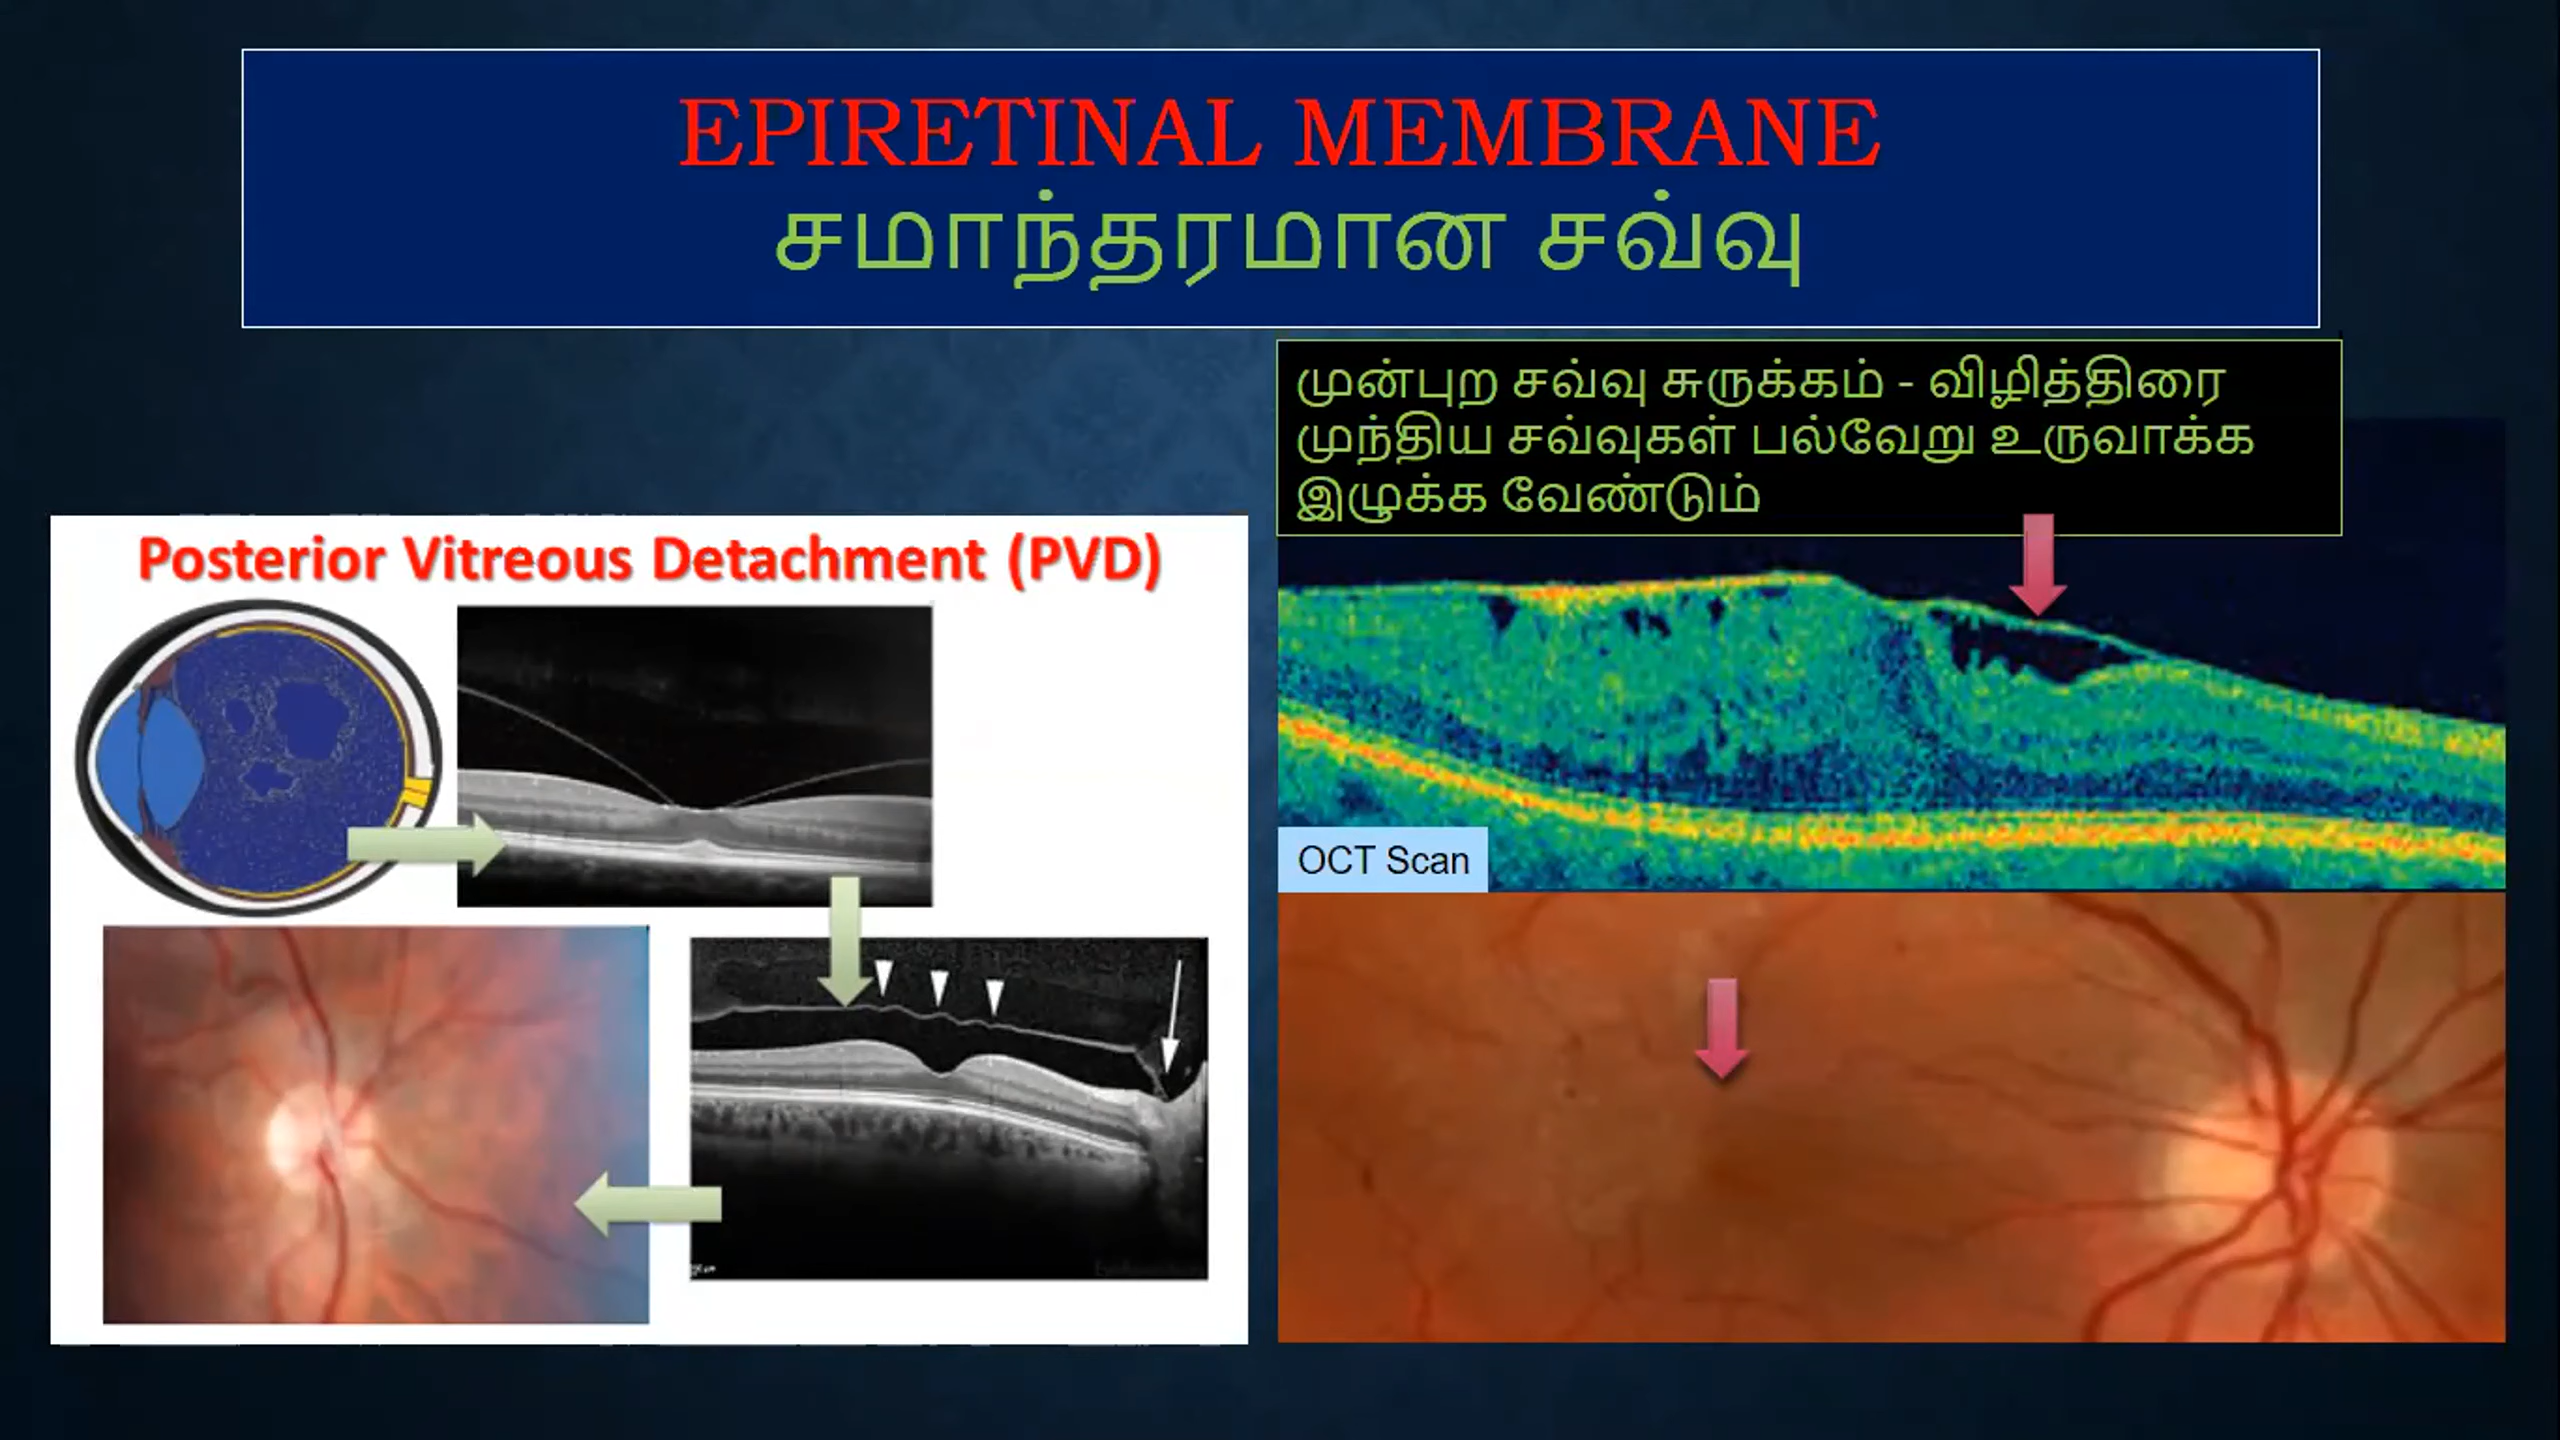 EPIRETINAL MEMBRANE
சமாந்தரமான சவ்வு
முன்புற சவ்வு சுருக்கம் - விழித்திரை
முந்திய சவ்வுகள் பல்வேறு உருவாக்க
இழுக்க வேண்டும்
Posterior Vitreous Detachment (PVD)
OCT Scan